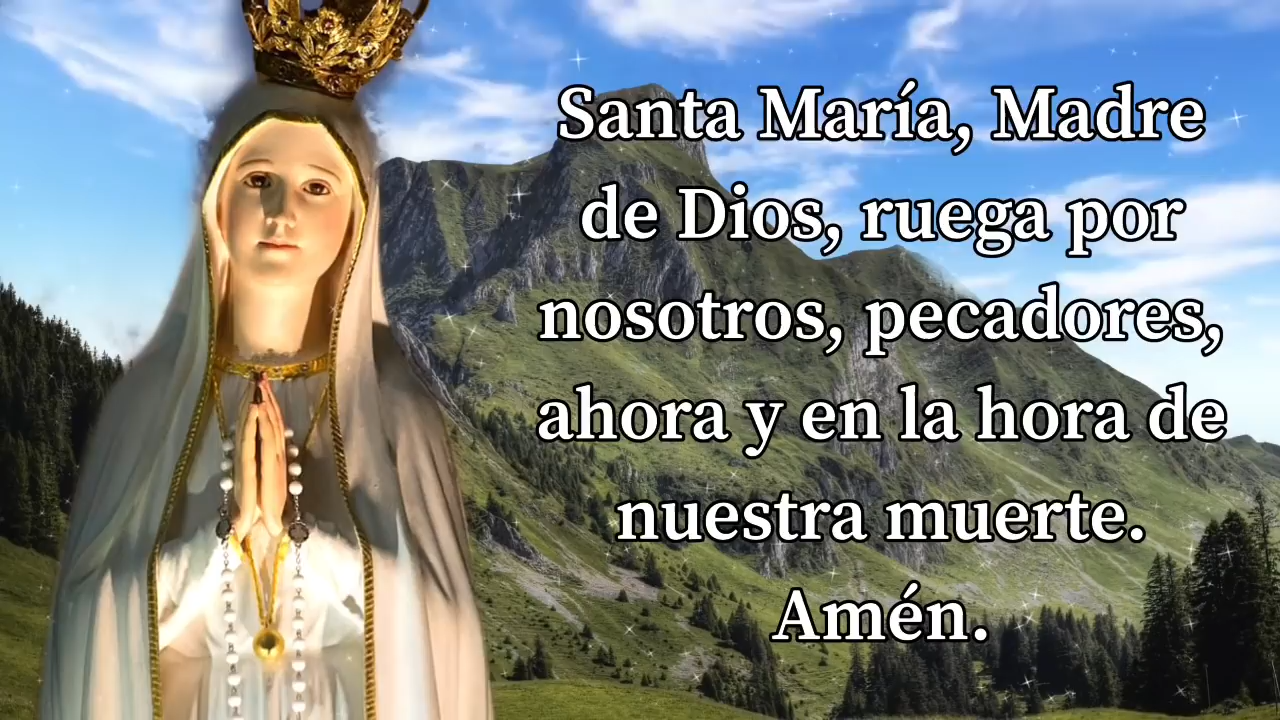 Santa María, Madre
de Dios, ruega por
nosotros, pecadores,
ahora y en la hora de
nuestra muerte.
Amén.